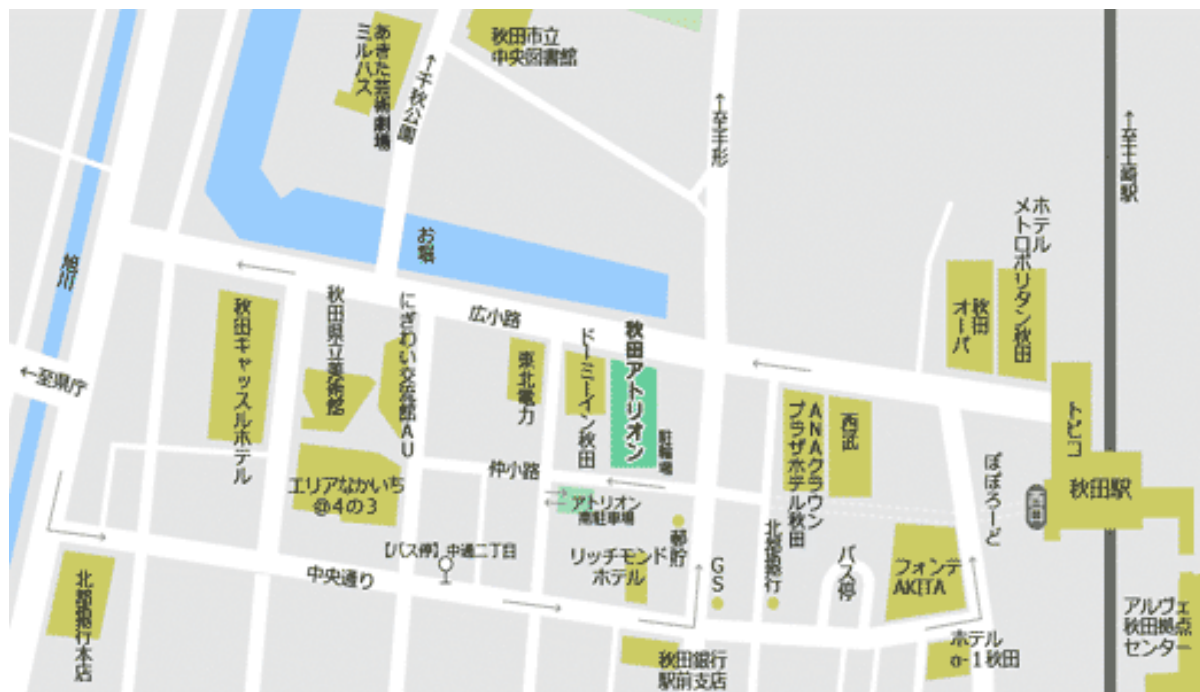 あきた芸術劇場
ミルハス
秋田市立
中央図書館
↑千秋公園
↑至手形
↑至土崎駅
ホテル
メトロポリタン秋田
秋田
オーパ
旭川
お堀
広小路
秋田キャッスルホテル
秋田県立美術館
にぎわい交流館AU
東北電力
ドーミーイン秋田
秋田アトリオン
駐輪場
ANAクラウン
プラザホテル秋田
西武
トピコ
←至県庁
エリアなかいち
@4の3
仲小路
アトリオン
南駐車場
ぽぽろーど
秋田駅
【バス停】中通二丁目
リッチモンド
ホテル
郵貯
GS
北都銀行
バス停
フォンテ
AKITA
中央通り
北都銀行本店
秋田銀行
駅前支店
ホテル
α-1秋田
アルヴェ
秋田拠点
センター